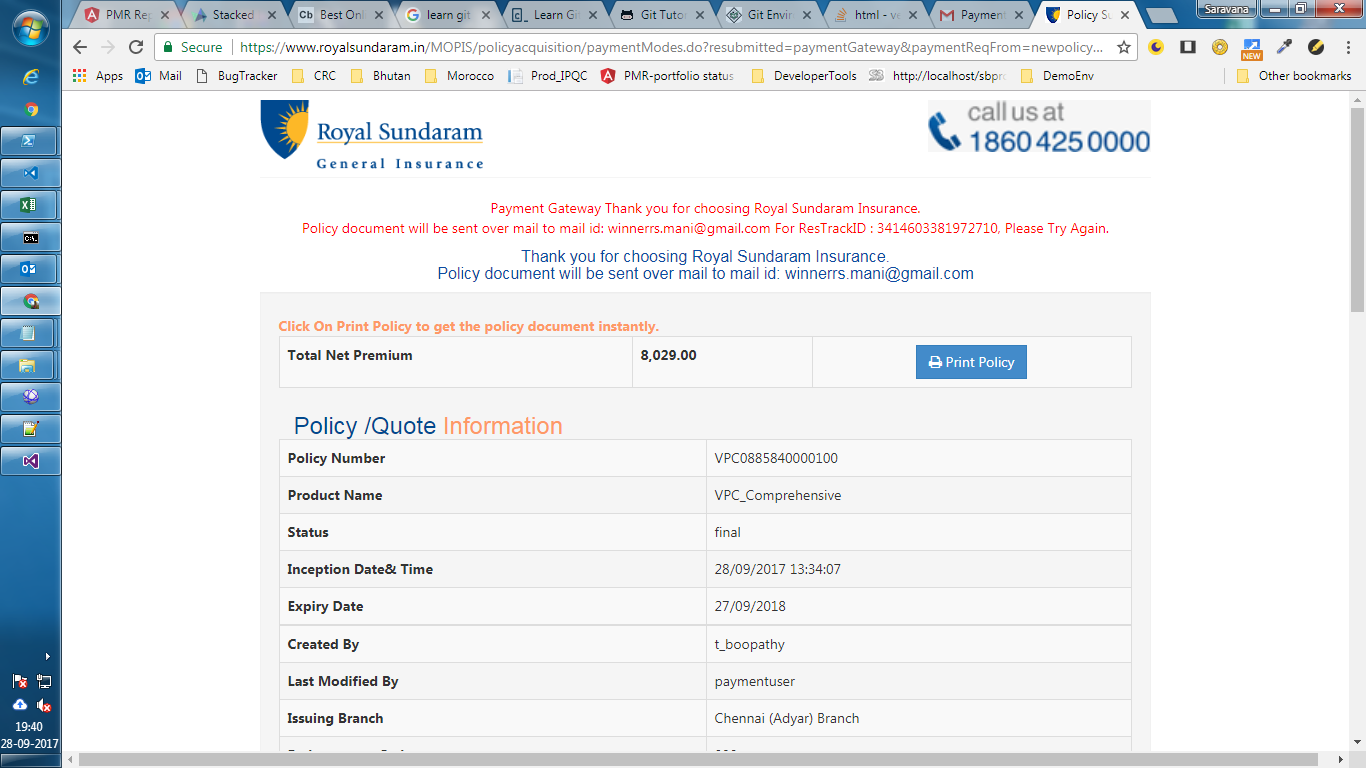 PMR Rep
Stacked
Best Onl
learn git
Learn Gi
Git Tutor
Git Envir
html - v
Payment
Policy Su
Saravana
Secure
https://www.royalsundaram.in/MOPIS/policyacquisition/paymentModes.do?resubmitted=paymentGateway&paymentReqFrom=newpolicy...
NEW
Apps
Mail
BugTracker
CRC
Bhutan
Morocco
Prod_IPQC
PMR-portfolio status
DeveloperTools
http://localhost/sbpr
DemoEnv
Other bookmarks
Royal Sundaram
General Insurance
call us at
1860 425 0000
Payment Gateway Thank you for choosing Royal Sundaram Insurance.
Policy document will be sent over mail to mail id: winnerrs.mani@gmail.com For ResTrackID : 3414603381972710, Please Try Again.
Thank you for choosing Royal Sundaram Insurance.
Policy document will be sent over mail to mail id: winnerrs.mani@gmail.com
Click On Print Policy to get the policy document instantly.
Total Net Premium 8,029.00 Print Policy
Policy /Quote Information
Policy Number VPC0885840000100
Product Name VPC_Comprehensive
Status final
Inception Date& Time 28/09/2017 13:34:07
Expiry Date 27/09/2018
Created By t_boopathy
Last Modified By paymentuser
Issuing Branch Chennai (Adyar) Branch
19:40
28-09-2017